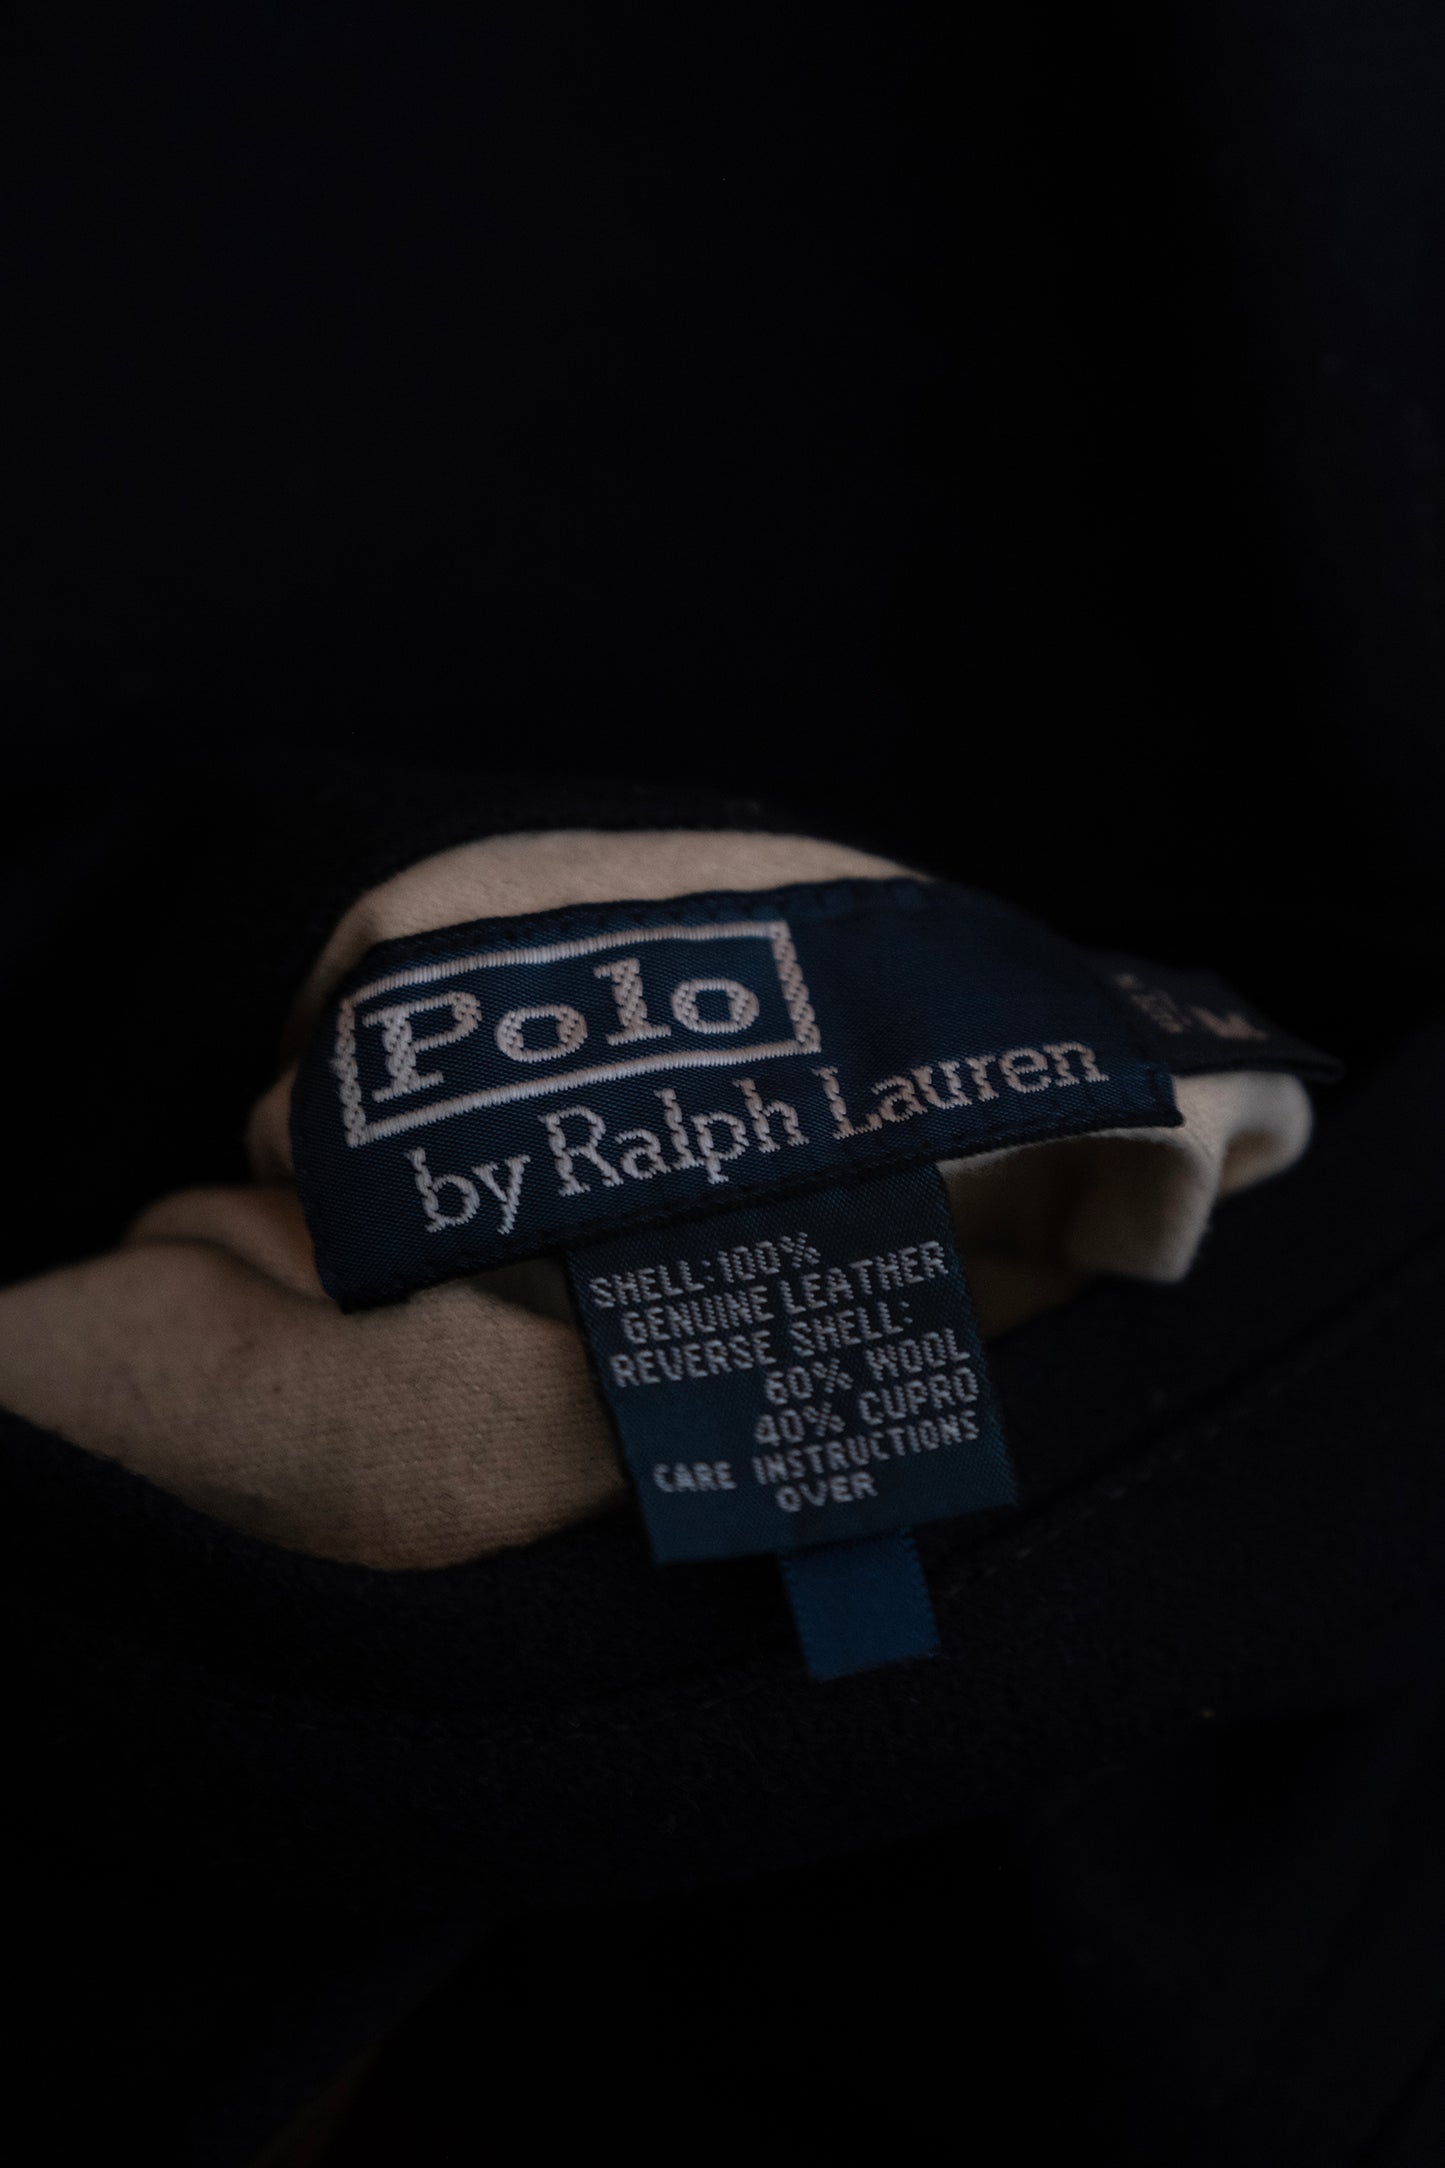 Polo
by Ralph Lauren
M
SHELL:100%
GENUINE LEATHER
REVERSE SHELL:
60% WOOL
40% CUPRO
CARE INSTRUCTIONS
OVER